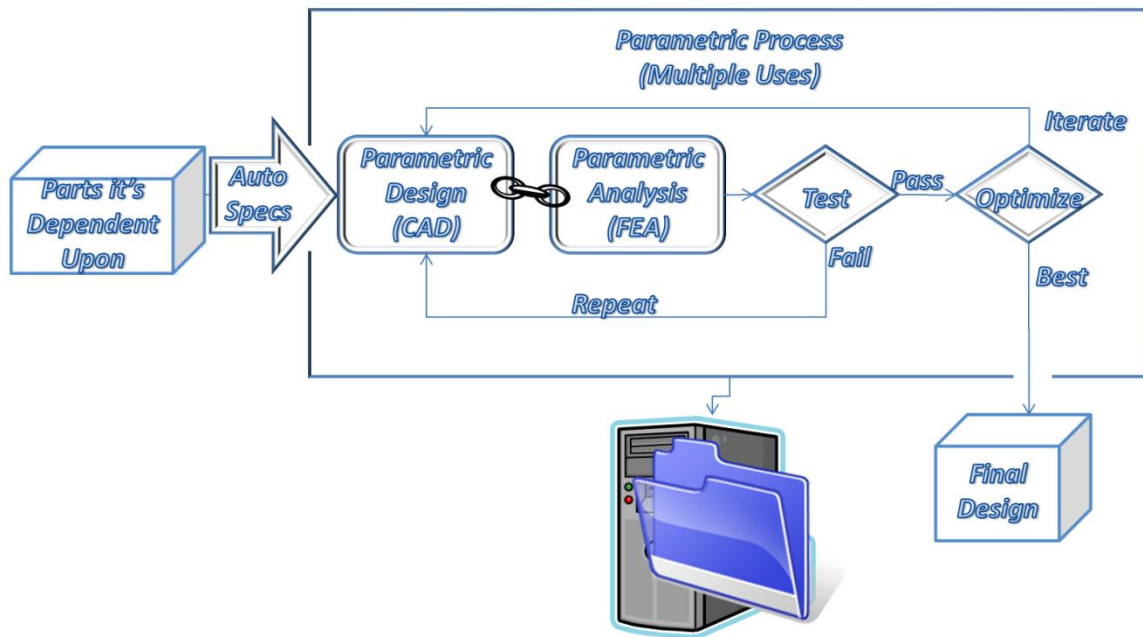 Parametric Process
(Multiple Uses)
Iterate
Parts it's
Dependent
Upon
Auto
Specs
Parametric
Design
(CAD)
Parametric
Analysis
(FEA)
Test
Pass
Optimize
Fail
Best
Repeat
Final
Design